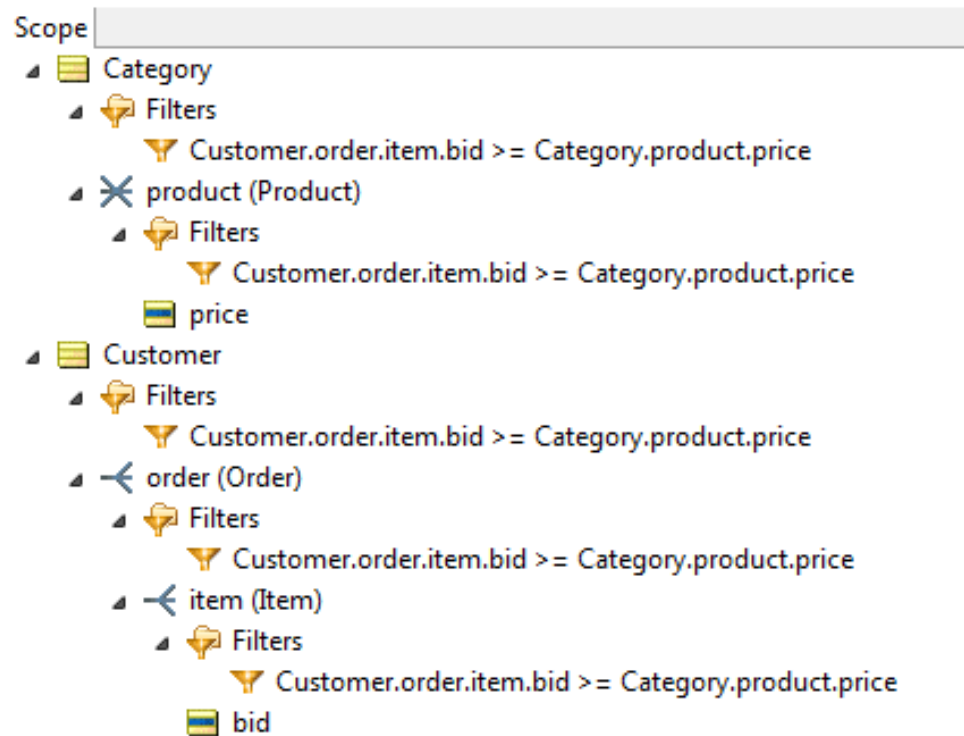 Scope
Category
Filters
Customer.order.item.bid >= Category.product.price
product (Product)
Filters
Customer.order.item.bid >= Category.product.price
price
Customer
Filters
Customer.order.item.bid >= Category.product.price
order (Order)
Filters
Customer.order.item.bid >= Category.product.price
item (Item)
Filters
Customer.order.item.bid >= Category.product.price
bid